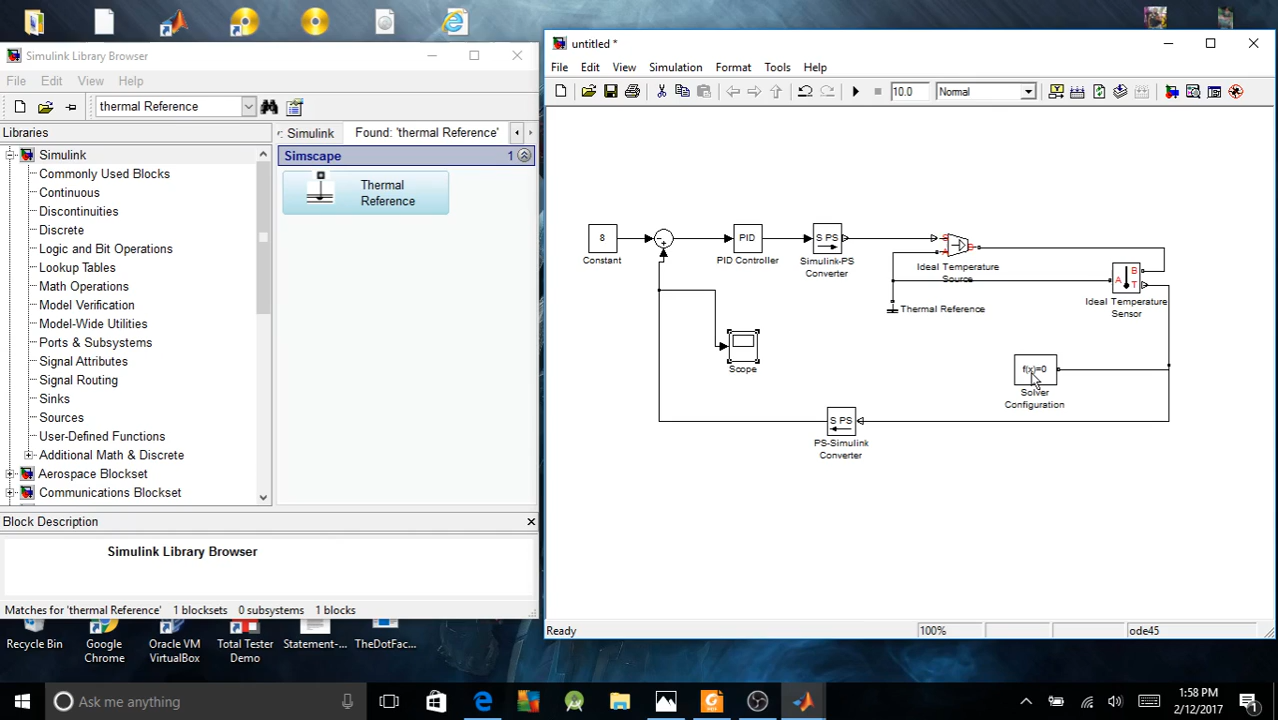 Simulink Library Browser
File Edit View Help
thermal Reference
Libraries
Simulink
Commonly Used Blocks
Continuous
Discontinuities
Discrete
Logic and Bit Operations
Lookup Tables
Math Operations
Model Verification
Model-Wide Utilities
Ports & Subsystems
Signal Attributes
Signal Routing
Sinks
Sources
User-Defined Functions
Additional Math & Discrete
Aerospace Blockset
Communications Blockset
Simulink
Found: 'thermal Reference'
Simscape 1
Thermal
Reference
Block Description
Simulink Library Browser
Matches for 'thermal Reference' 1 blocksets 0 subsystems 1 blocks
untitled *
File Edit View Simulation Format Tools Help
10.0 Normal
8
Constant
PID
PID Controller
S PS
Simulink-PS
Converter
Ideal Temperature
Source
Thermal Reference
A B T
Ideal Temperature
Sensor
Scope
f(x)=0
Solver
Configuration
S PS
PS-Simulink
Converter
Ready 100% ode45
Recycle Bin
Google
Chrome
Oracle VM
VirtualBox
Total Tester
Demo
Statement-...
TheDotFac...
Ask me anything
1:58 PM
2/12/2017
1